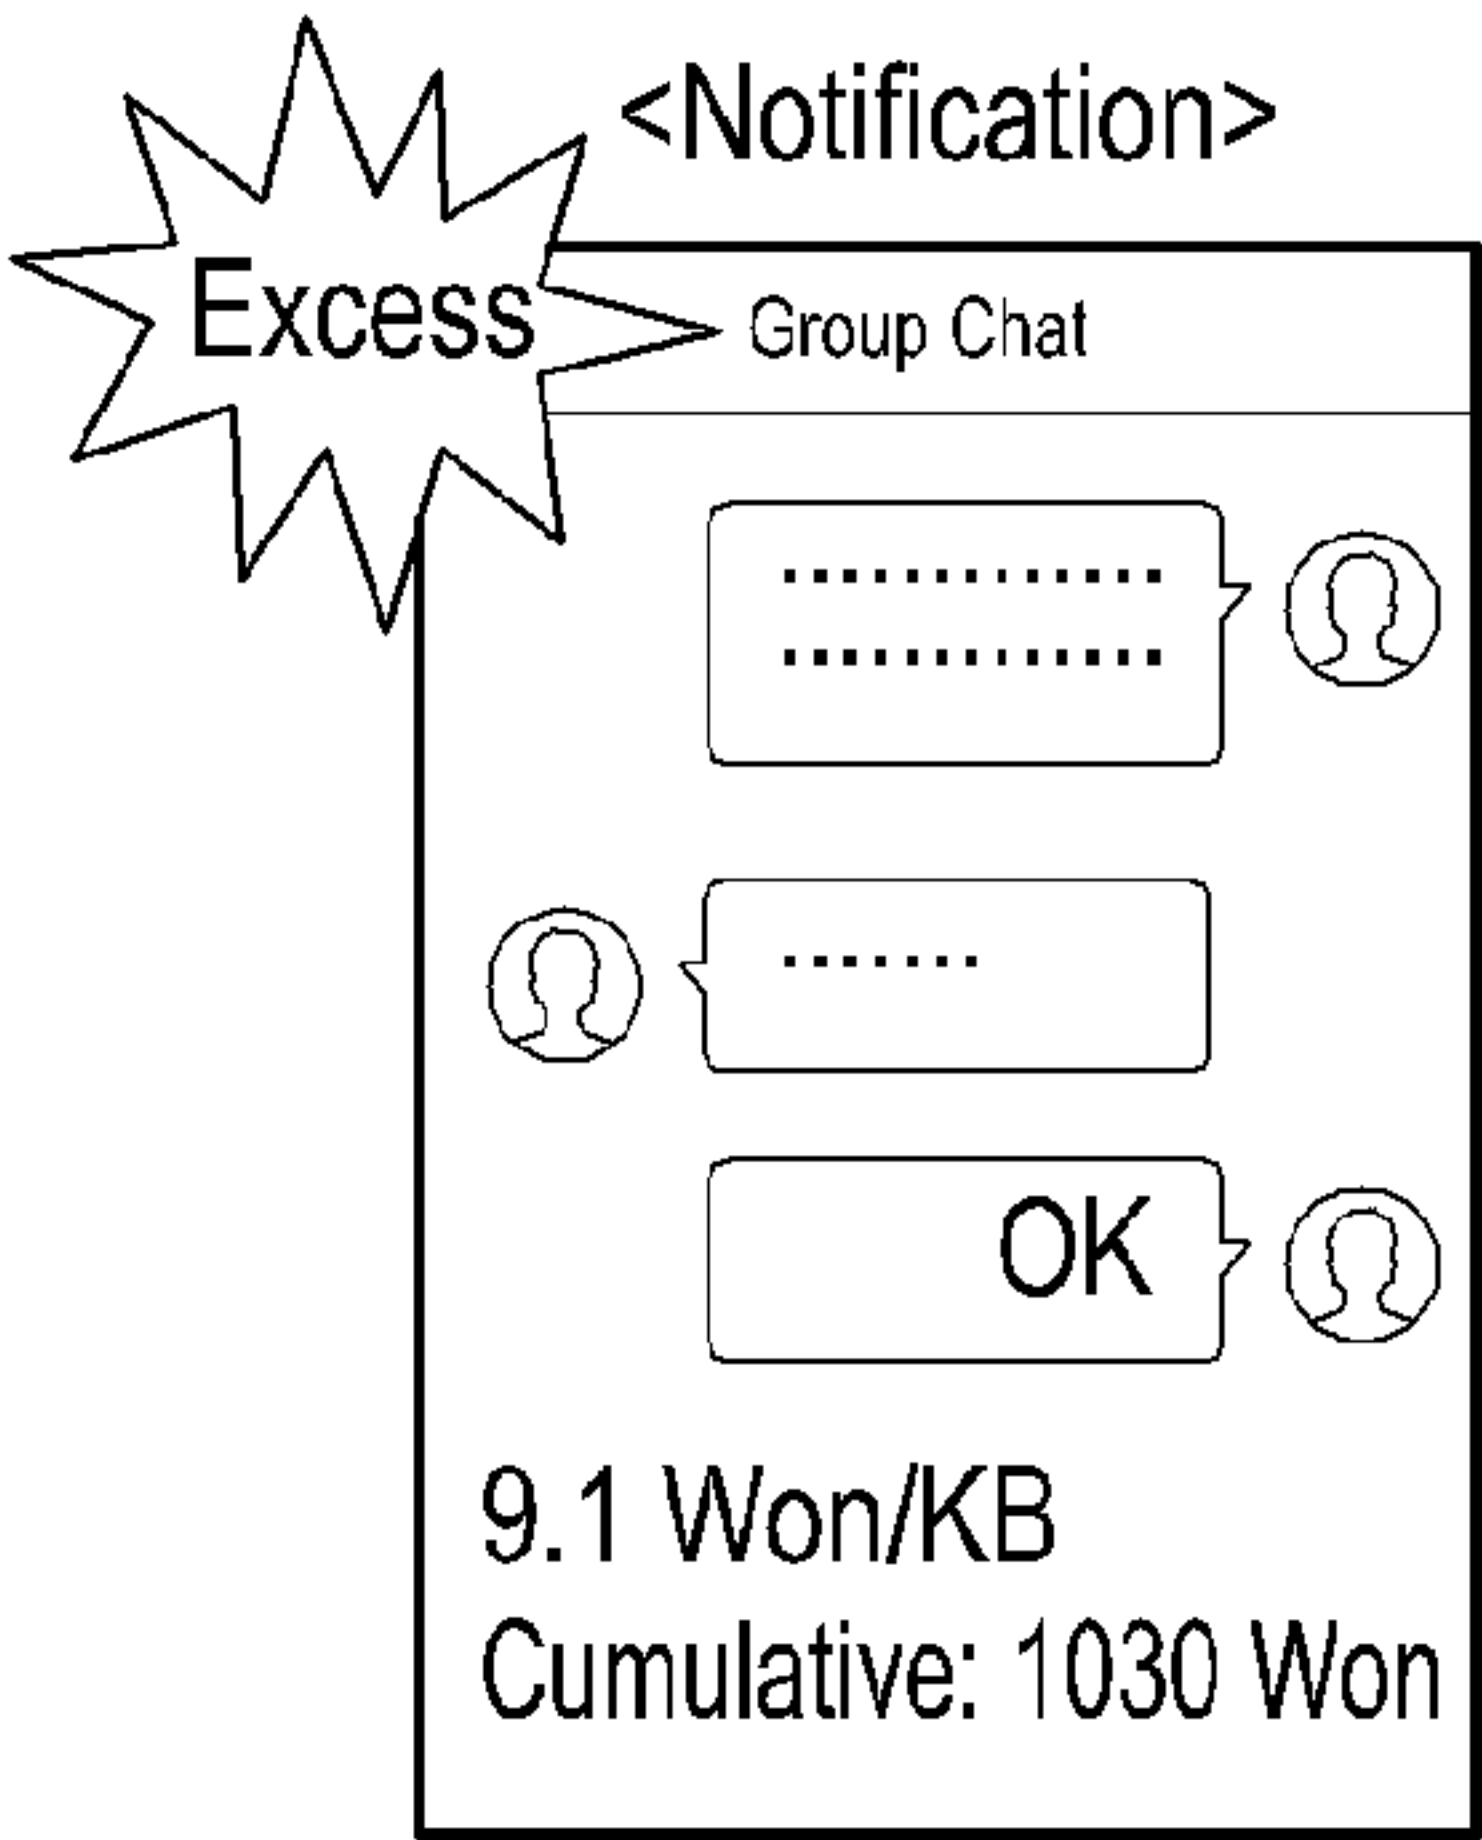 <Notification>
Excess
Group Chat
.............
.............
.......
OK
9.1 Won/KB
Cumulative: 1030 Won